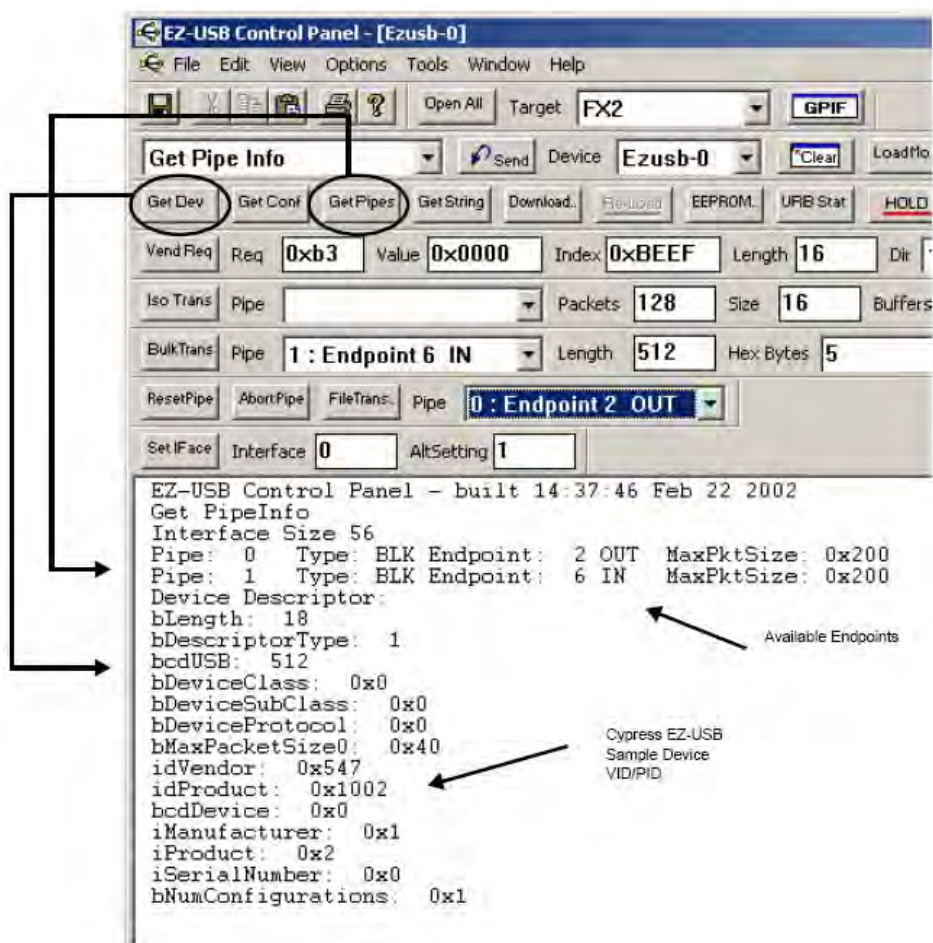 EZ-USB Control Panel - [Ezusb-0]
File Edit View Options Tools Window Help
Open All Target FX2 GPIF
Get Pipe Info Send Device Ezusb-0 Clear LoadMo
Get Dev Get Conf Get Pipes Get String Download.. Re-Load EEPROM.. URB Stat HOLD
Vend Req Req 0xb3 Value 0x0000 Index 0xBEEF Length 16 Dir
Iso Trans Pipe Packets 128 Size 16 Buffers
BulkTrans Pipe 1 : Endpoint 6 IN Length 512 Hex Bytes 5
ResetPipe AbortPipe FileTrans.. Pipe 0 : Endpoint 2 OUT
Set IFace Interface 0 AltSetting 1
EZ-USB Control Panel - built 14:37:46 Feb 22 2002
Get PipeInfo
Interface Size 56
Pipe: 0 Type: BLK Endpoint: 2 OUT MaxPktSize: 0x200
Pipe: 1 Type: BLK Endpoint: 6 IN MaxPktSize: 0x200
Device Descriptor:
bLength: 18
bDescriptorType: 1
bcdUSB: 512
bDeviceClass: 0x0
bDeviceSubClass: 0x0
bDeviceProtocol: 0x0
bMaxPacketSize0: 0x40
idVendor: 0x547
idProduct: 0x1002
bcdDevice: 0x0
iManufacturer: 0x1
iProduct: 0x2
iSerialNumber: 0x0
bNumConfigurations: 0x1
Available Endpoints
Cypress EZ-USB
Sample Device
VID/PID